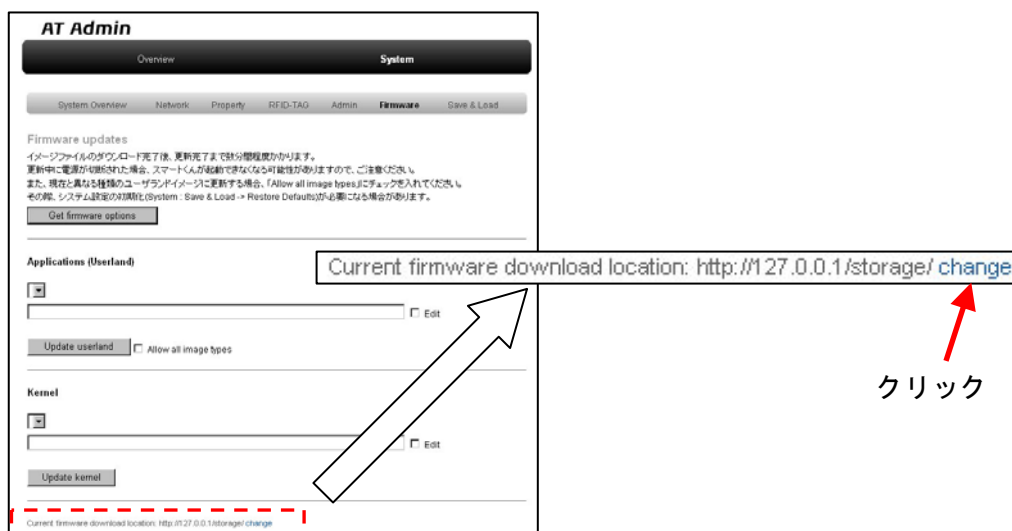 AT Admin
Overview System
System Overview Network Property RFID-TAG Admin Firmware Save & Load
Firmware updates
イメージファイルのダウンロード完了後、更新完了まで数分間程度かかります。
更新中に電源が切断された場合、スマートくんが起動できなくなる可能性がありますので、ご注意ください。
また、現在と異なる種類のユーザランドイメージに更新する場合、「Allow all image types」にチェックを入れてください。
その際、システム設定の初期化(System : Save & Load -> Restore Defaults)が必要になる場合があります。
Get firmware options
Applications (Userland)
Edit
Update userland Allow all image types
Kernel
Edit
Update kernel
Current firmware download location: http://127.0.0.1/storage/ change
Current firmware download location: http://127.0.0.1/storage/ change
クリック